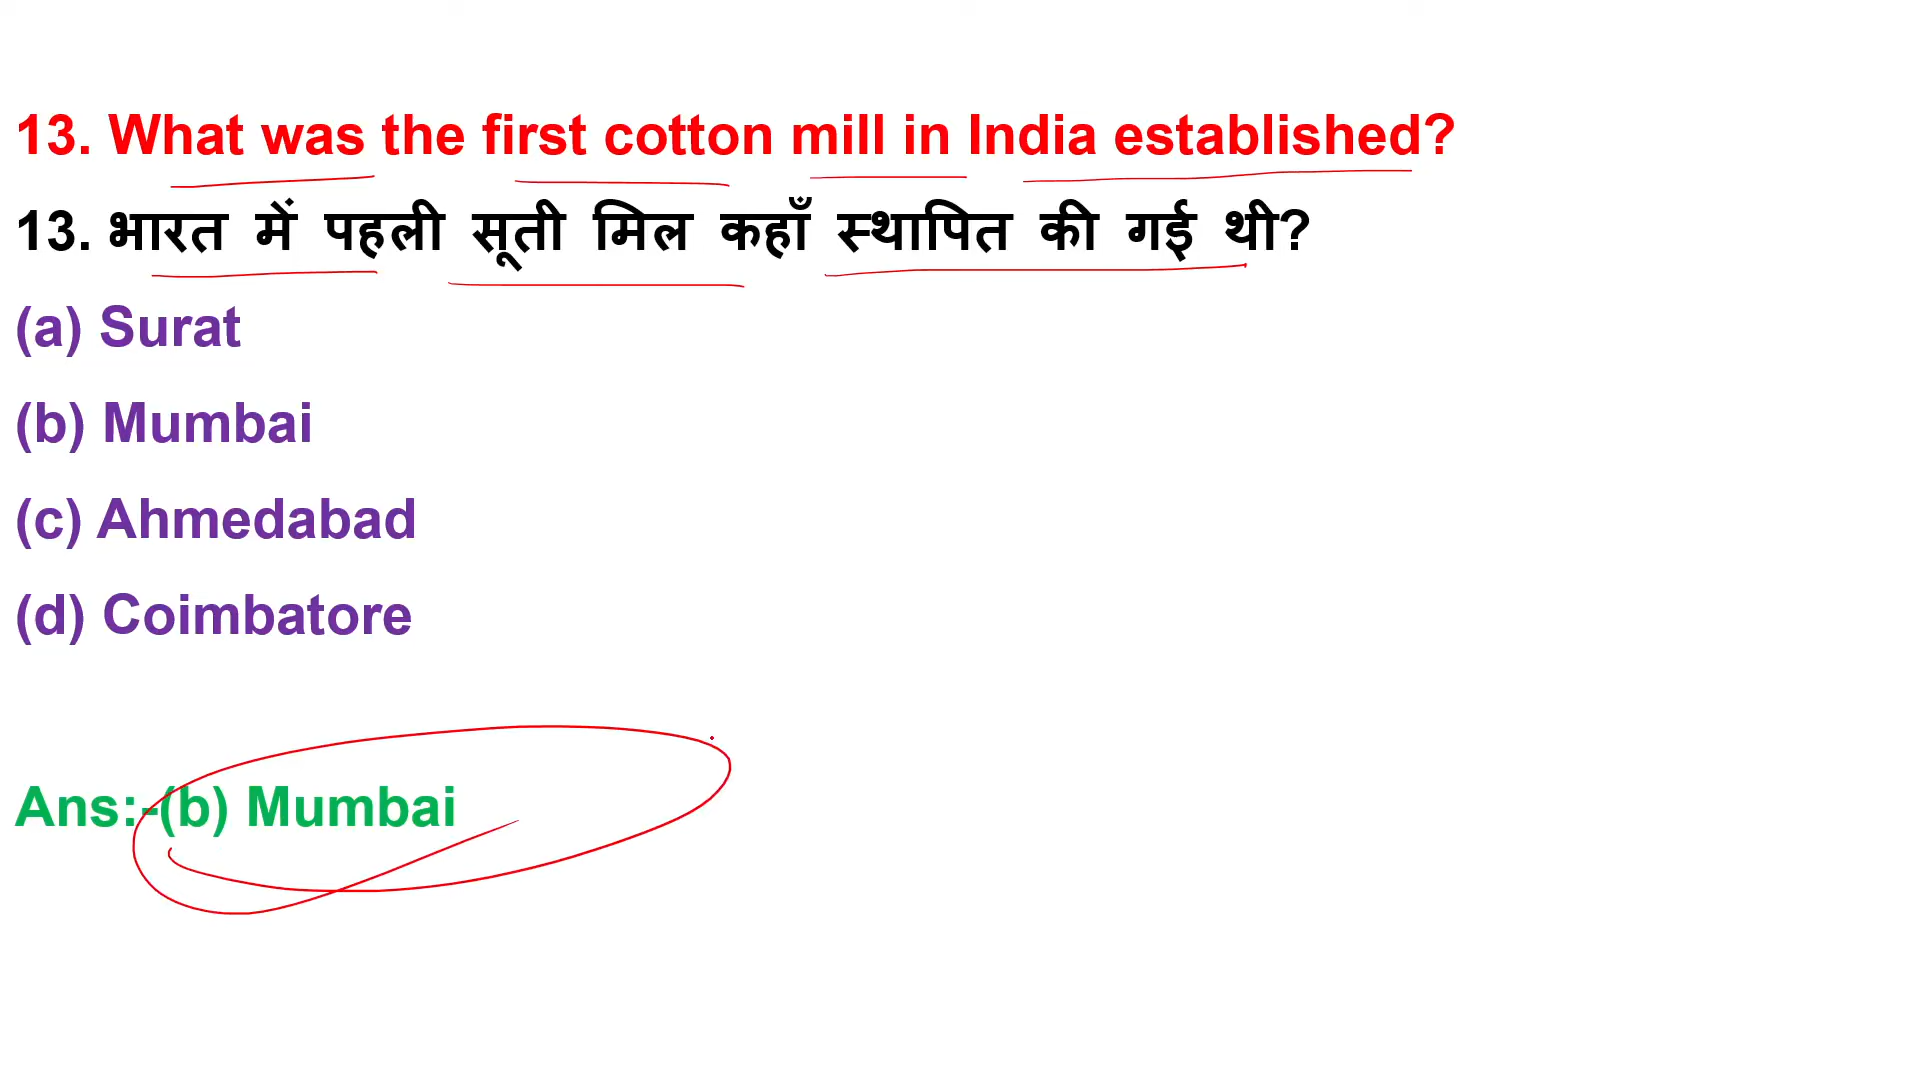 13. What was the first cotton mill in India established?
13. भारत में पहली सूती मिल कहाँ स्थापित की गई थी?
(a) Surat
(b) Mumbai
(c) Ahmedabad
(d) Coimbatore
Ans:-(b) Mumbai